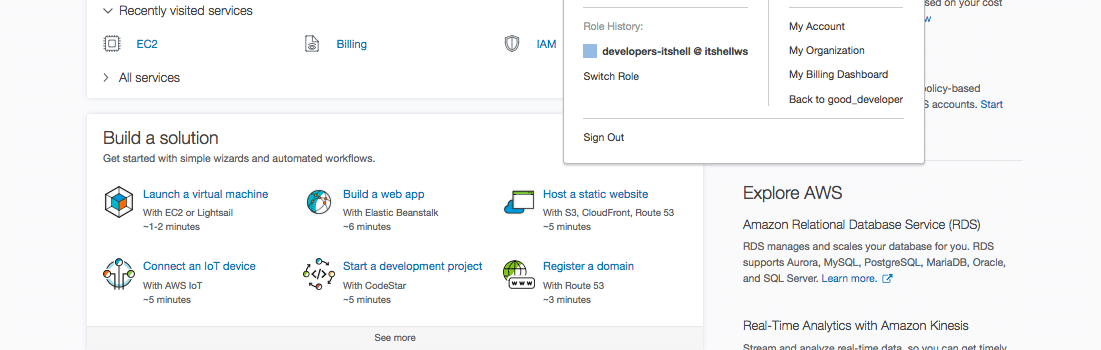 Recently visited services
EC2
Billing
IAM
All services
Role History:
developers-itshell @ itshellws
Switch Role
Sign Out
My Account
My Organization
My Billing Dashboard
Back to good_developer
Build a solution
Get started with simple wizards and automated workflows.
Launch a virtual machine
With EC2 or Lightsail
~1-2 minutes
Build a web app
With Elastic Beanstalk
~6 minutes
Host a static website
With S3, CloudFront, Route 53
~5 minutes
Connect an IoT device
With AWS IoT
~5 minutes
Start a development project
With CodeStar
~5 minutes
Register a domain
WWW
With Route 53
~3 minutes
See more
based on your cost
policy-based
accounts. Start
Explore AWS
Amazon Relational Database Service (RDS)
RDS manages and scales your database for you. RDS
supports Aurora, MySQL, PostgreSQL, MariaDB, Oracle,
and SQL Server. Learn more.
Real-Time Analytics with Amazon Kinesis
Stream and analyze real-time data, so you can get timely